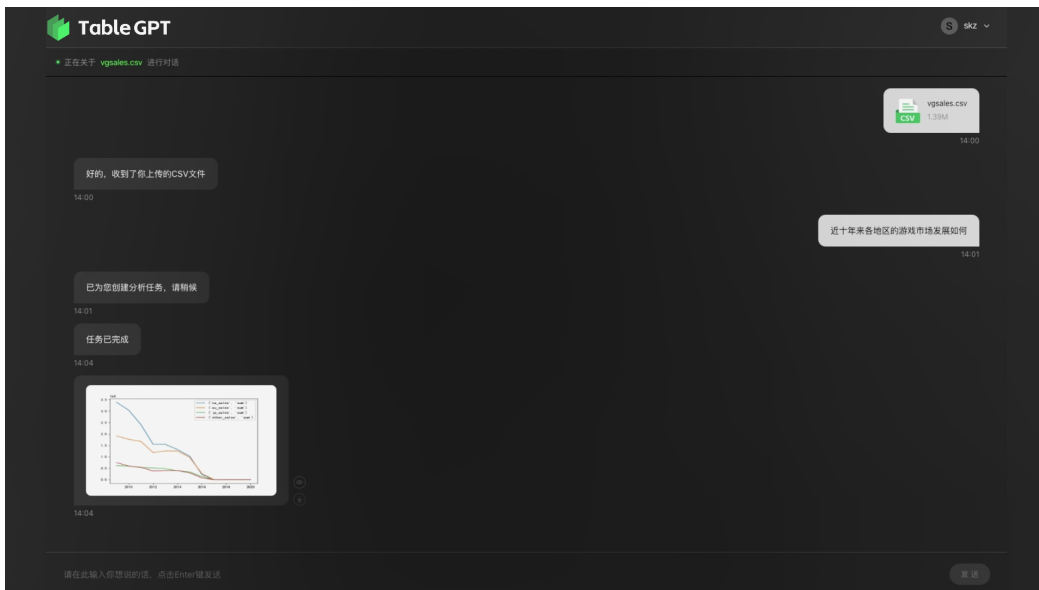 Table GPT
S skz
正在关于 vgsales.csv 进行对话
vgsales.csv
CSV 1.39M
14:00
好的，收到了你上传的CSV文件
14:00
近十年来各地区的游戏市场发展如何
14:01
已为您创建分析任务，请稍候
14:01
任务已完成
14:04
2010 2012 2014 2016 2018 2020
14:04
请在此输入你想说的话，点击Enter键发送
发送